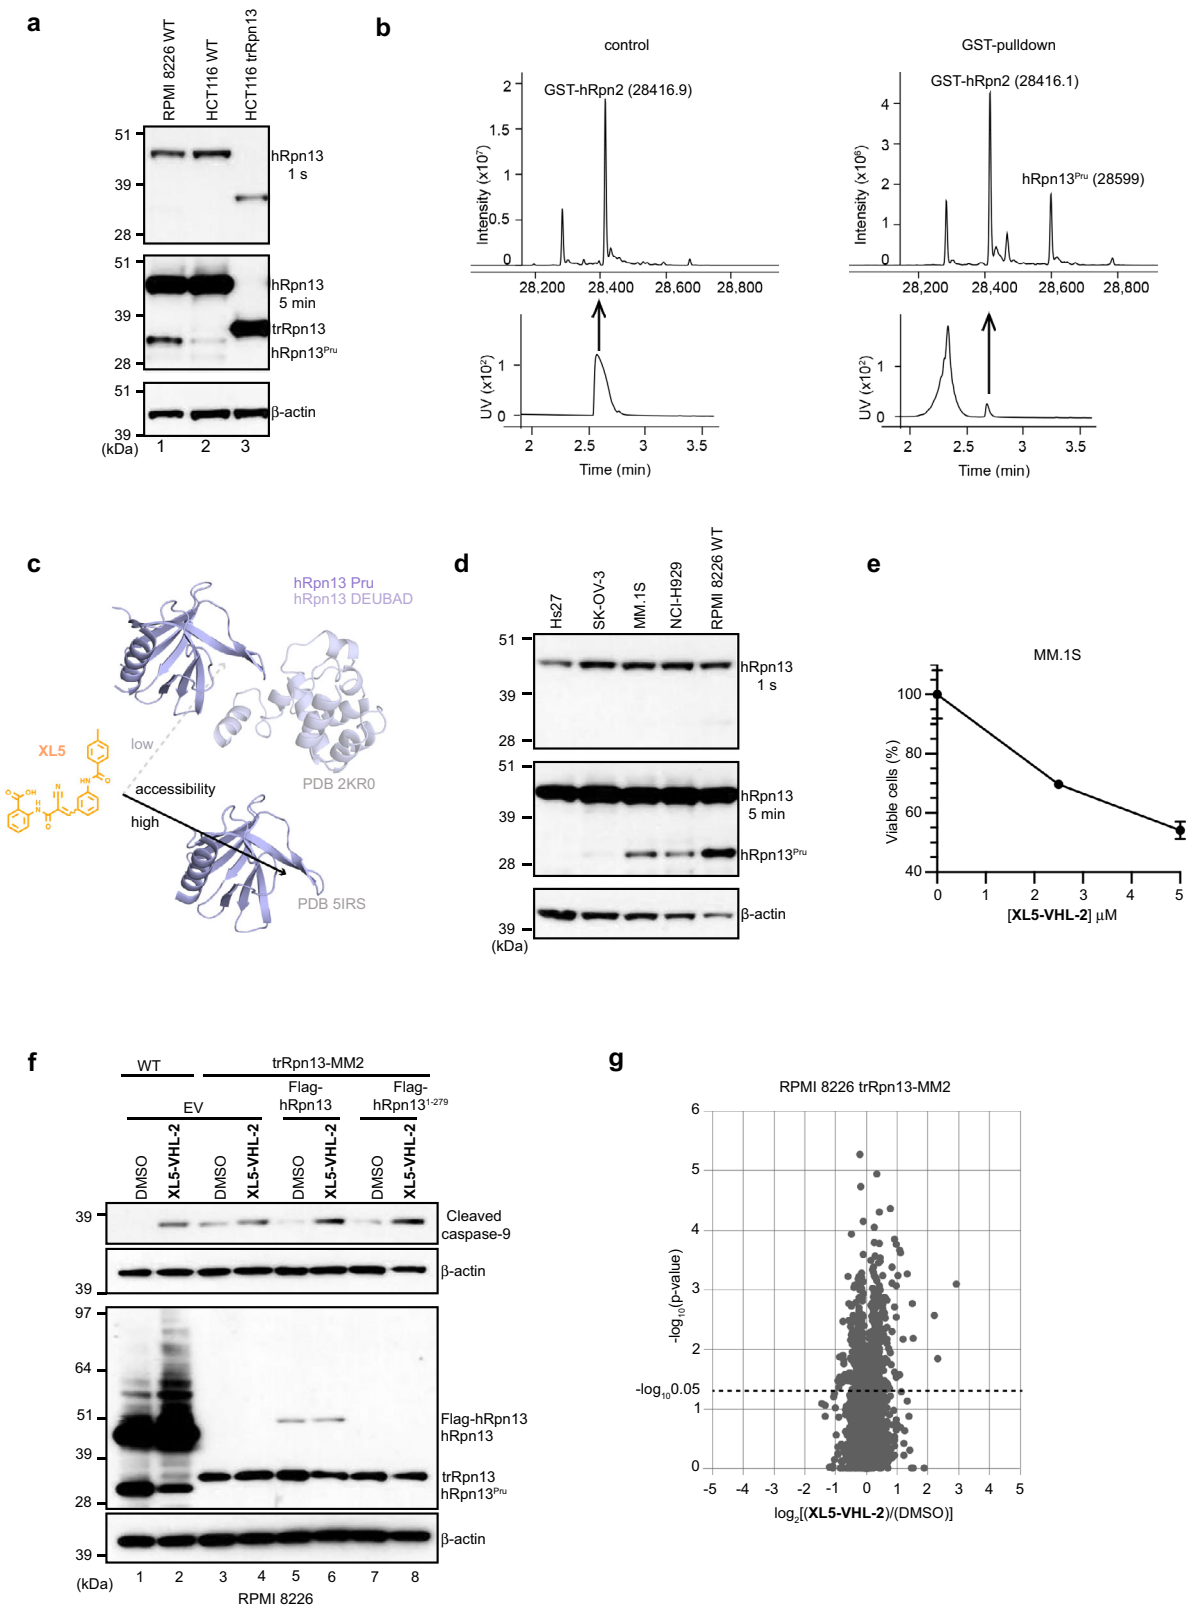 a
RPMI 8226 WT
HCT116 WT
HCT116 trRpn13
51
39
28
hRpn13
1 s
51
39
28
hRpn13
5 min
trRpn13
hRpn13Pru
51
39
β-actin
(kDa)
1 2 3
b
control
GST-hRpn2 (28416.9)
Intensity (x10⁷)
2
1.5
1
0.5
0
28,200 28,400 28,600 28,800
UV (x10²)
1
0
2 2.5 3 3.5
Time (min)
GST-pulldown
GST-hRpn2 (28416.1)
hRpn13Pru (28599)
Intensity (x10⁶)
4
3
2
1
0
28,200 28,400 28,600 28,800
UV (x10²)
1
0
2 2.5 3 3.5
Time (min)
c
hRpn13 Pru
hRpn13 DEUBAD
XL5
low
accessibility
high
PDB 2KR0
PDB 5IRS
OH
O
N
H
N
O
NH
O
d
Hs27
SK-OV-3
MM.1S
NCI-H929
RPMI 8226 WT
51
39
28
hRpn13
1 s
51
39
28
hRpn13
5 min
hRpn13Pru
39
β-actin
(kDa)
e
MM.1S
Viable cells (%)
100
80
60
40
0 1 2 3 4 5
[XL5-VHL-2] μM
f
WT
trRpn13-MM2
EV
Flag-
hRpn13
Flag-
hRpn13¹⁻²⁷⁹
DMSO
XL5-VHL-2
DMSO
XL5-VHL-2
DMSO
XL5-VHL-2
DMSO
XL5-VHL-2
39
Cleaved
caspase-9
39
β-actin
97
64
51
39
28
Flag-hRpn13
hRpn13
trRpn13
hRpn13Pru
39
β-actin
(kDa)
1 2 3 4 5 6 7 8
RPMI 8226
g
RPMI 8226 trRpn13-MM2
-log₁₀(p-value)
6
5
4
3
2
-log₁₀0.05
1
0
-5 -4 -3 -2 -1 0 1 2 3 4 5
log₂[(XL5-VHL-2)/(DMSO)]